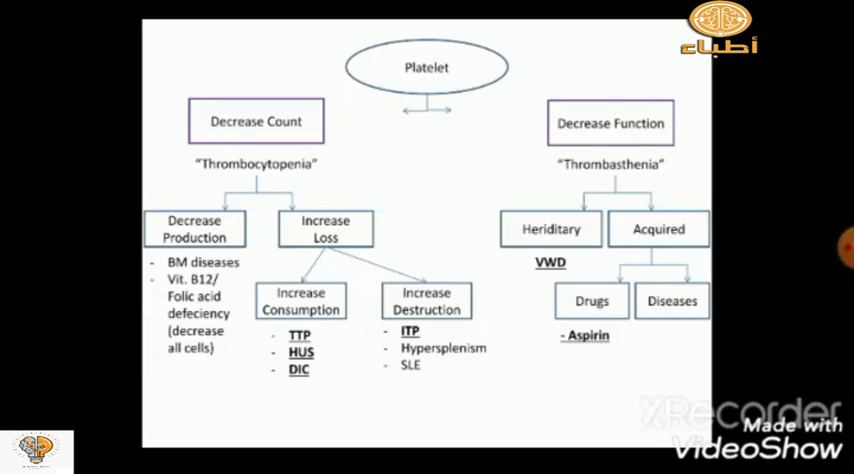 أطباء
Platelet
Decrease Count
Decrease Function
"Thrombocytopenia"
"Thrombasthenia"
Decrease
Production
Increase
Loss
Heriditary
Acquired
- BM diseases
- Vit. B12/
Folic acid
defeciency
(decrease
all cells)
VWD
Increase
Consumption
Increase
Destruction
Drugs
Diseases
- TTP
- HUS
- DIC
- ITP
- Hypersplenism
- SLE
- Aspirin
XRecorder
Made with
VideoShow